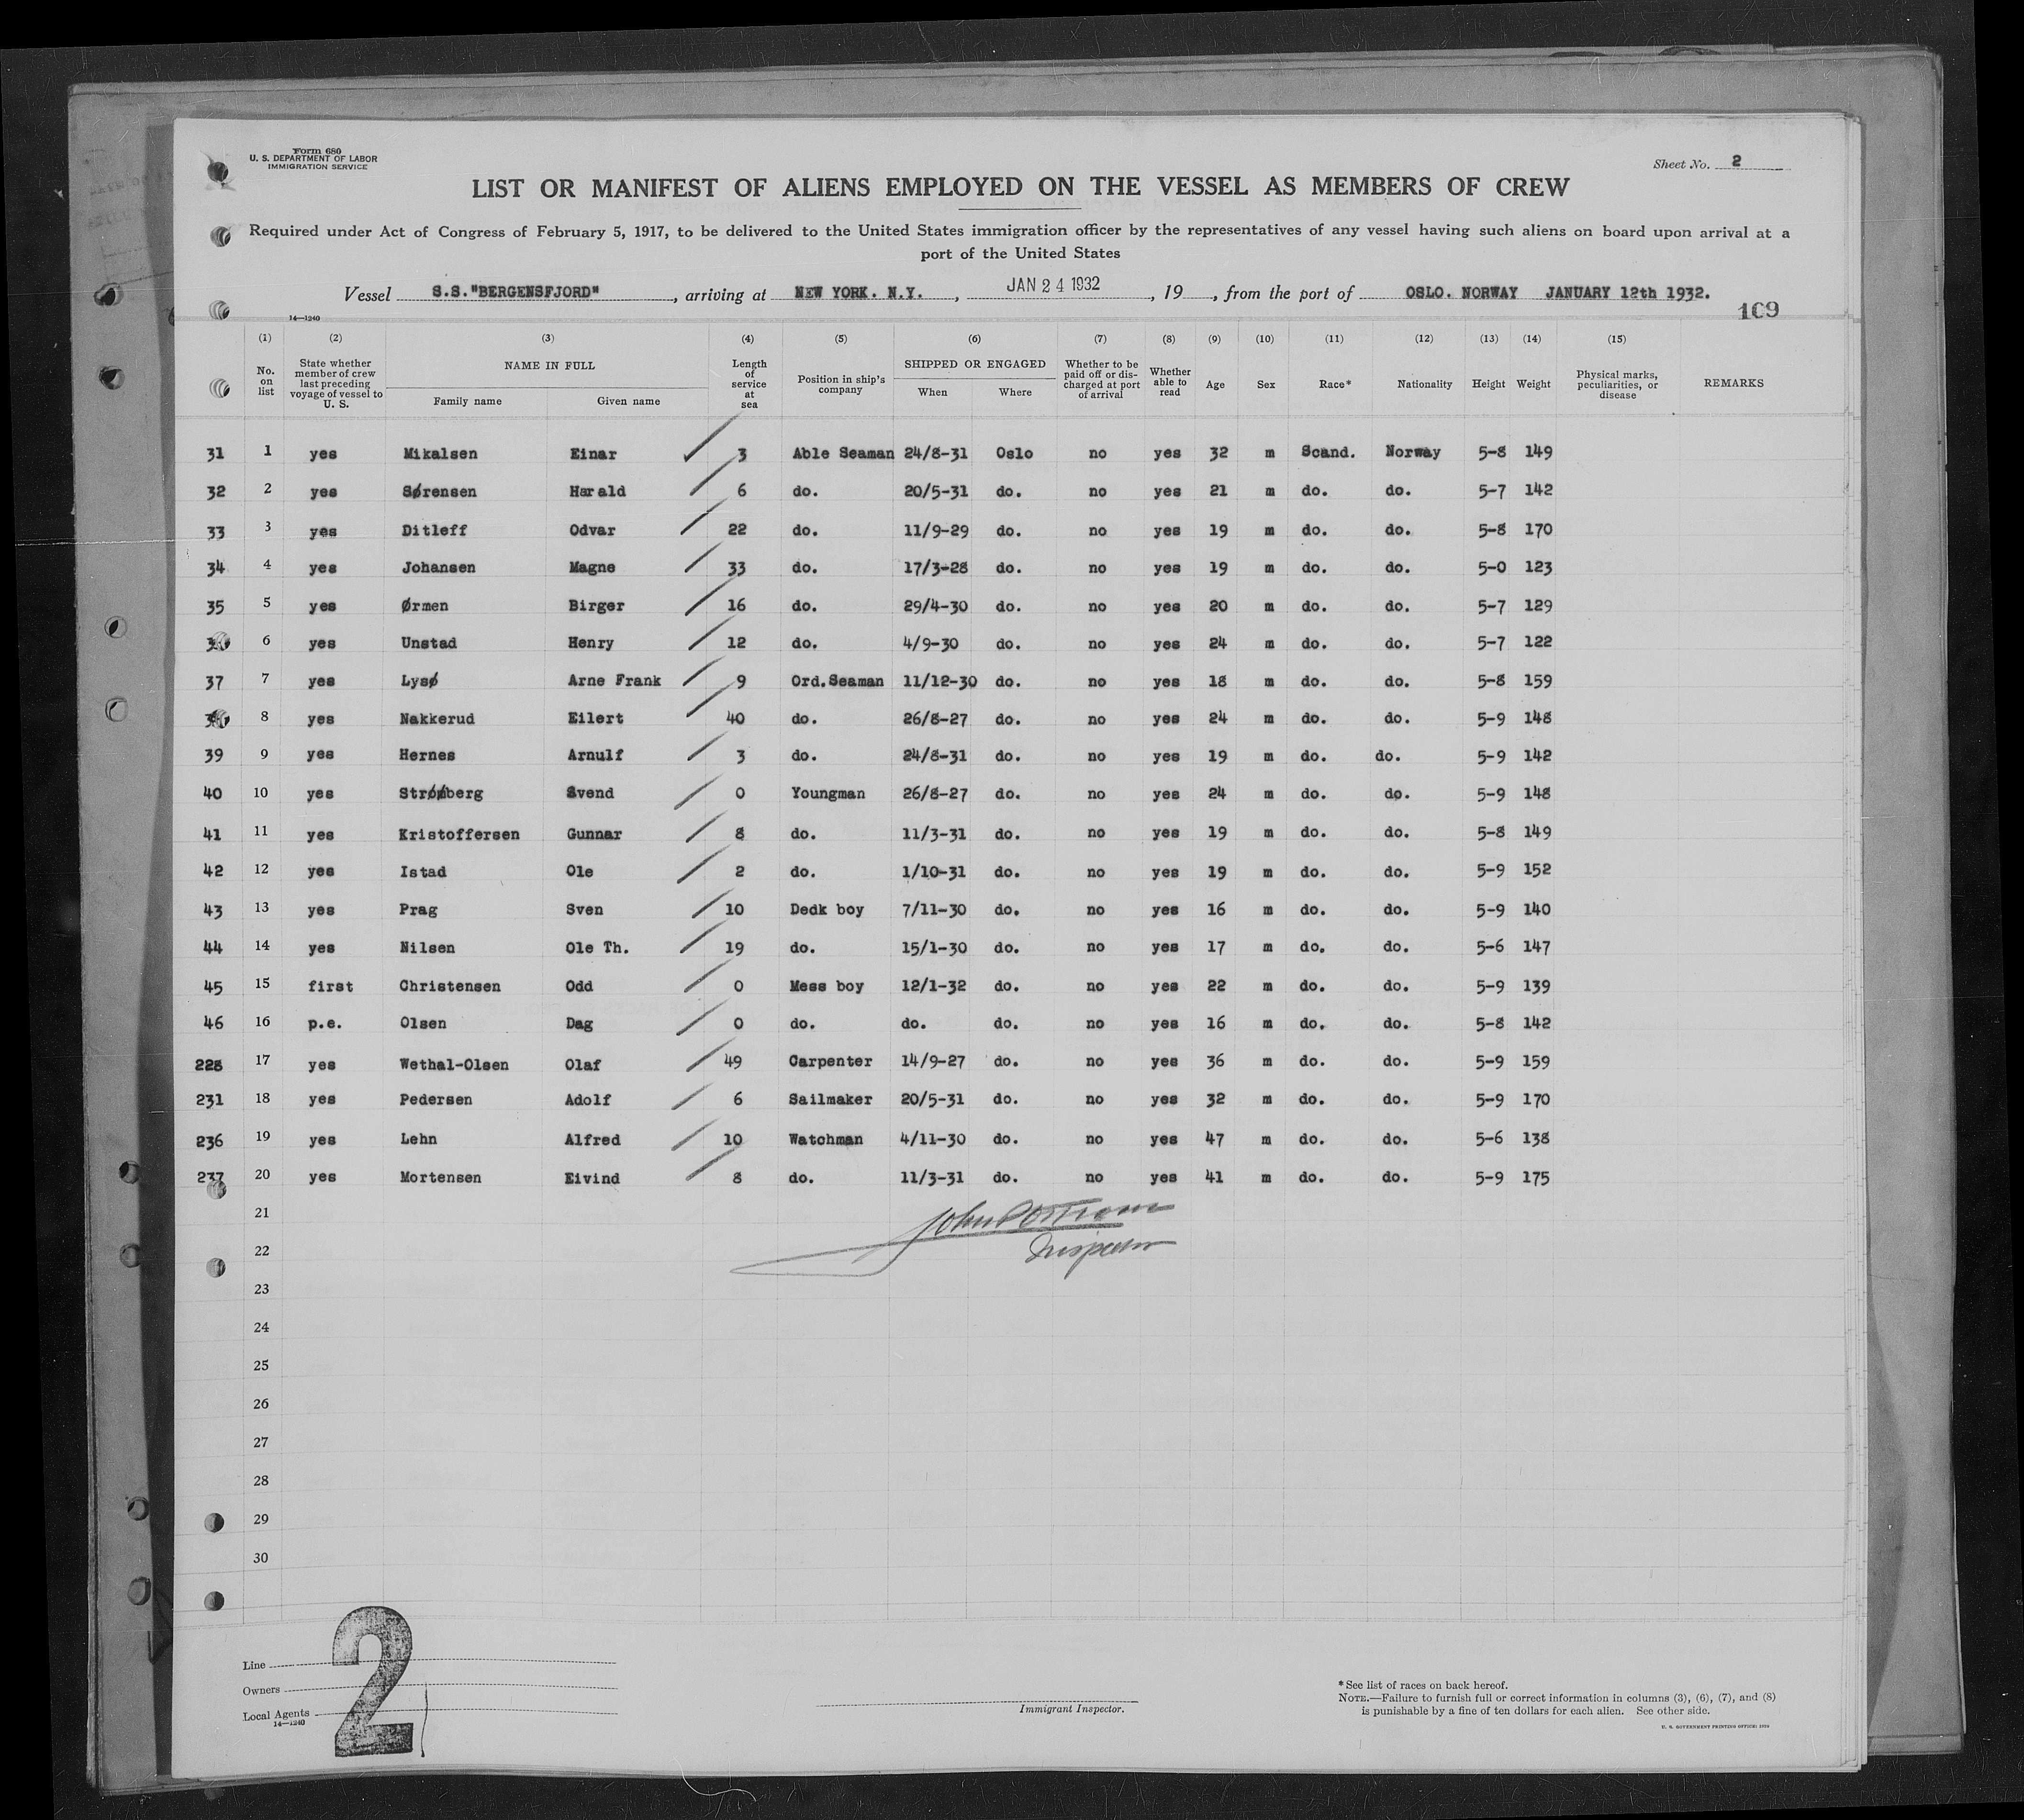 Form 680
U. S. DEPARTMENT OF LABOR
IMMIGRATION SERVICE
Sheet No. 2
LIST OR MANIFEST OF ALIENS EMPLOYED ON THE VESSEL AS MEMBERS OF CREW
Required under Act of Congress of February 5, 1917, to be delivered to the United States immigration officer by the representatives of any vessel having such aliens on board upon arrival at a
port of the United States
Vessel S.S."BERGENSFJORD", arriving at NEW YORK. N.Y., JAN 24 1932, 19, from the port of OSLO. NORWAY JANUARY 12th 1932.
109
14—1240
(1) (2) (3) (4) (5) (6) (7) (8) (9) (10) (11) (12) (13) (14) (15)
No. on list State whether member of crew last preceding voyage of vessel to U. S. NAME IN FULL Family name Given name Length of service at sea Position in ship's company SHIPPED OR ENGAGED When Where Whether to be paid off or discharged at port of arrival Whether able to read Age Sex Race* Nationality Height Weight Physical marks, peculiarities, or disease REMARKS
31 1 yes Mikalsen Einar 3 Able Seaman 24/8-31 Oslo no yes 32 m Scand. Norway 5-8 149
32 2 yes Sørensen Harald 6 do. 20/5-31 do. no yes 21 m do. do. 5-7 142
33 3 yes Ditleff Odvar 22 do. 11/9-29 do. no yes 19 m do. do. 5-8 170
34 4 yes Johansen Magne 33 do. 17/3-28 do. no yes 19 m do. do. 5-0 123
35 5 yes Ørmen Birger 16 do. 29/4-30 do. no yes 20 m do. do. 5-7 129
6 yes Unstad Henry 12 do. 4/9-30 do. no yes 24 m do. do. 5-7 122
37 7 yes Lysø Arne Frank 9 Ord.Seaman 11/12-30 do. no yes 18 m do. do. 5-8 159
8 yes Nakkerud Eilert 40 do. 26/8-27 do. no yes 24 m do. do. 5-9 148
39 9 yes Hernes Arnulf 3 do. 24/8-31 do. no yes 19 m do. do. 5-9 142
40 10 yes Strømberg Svend 0 Youngman 26/8-27 do. no yes 24 m do. do. 5-9 148
41 11 yes Kristoffersen Gunnar 8 do. 11/3-31 do. no yes 19 m do. do. 5-8 149
42 12 yes Istad Ole 2 do. 1/10-31 do. no yes 19 m do. do. 5-9 152
43 13 yes Prag Sven 10 Dedk boy 7/11-30 do. no yes 16 m do. do. 5-9 140
44 14 yes Nilsen Ole Th. 19 do. 15/1-30 do. no yes 17 m do. do. 5-6 147
45 15 first Christensen Odd 0 Mess boy 12/1-32 do. no yes 22 m do. do. 5-9 139
46 16 p.e. Olsen Dag 0 do. do. do. no yes 16 m do. do. 5-8 142
228 17 yes Wethal-Olsen Olaf 49 Carpenter 14/9-27 do. no yes 36 m do. do. 5-9 159
231 18 yes Pedersen Adolf 6 Sailmaker 20/5-31 do. no yes 32 m do. do. 5-9 170
236 19 yes Lehn Alfred 10 Watchman 4/11-30 do. no yes 47 m do. do. 5-6 138
237 20 yes Mortensen Eivind 8 do. 11/3-31 do. no yes 41 m do. do. 5-9 175
21 John
22 Inspector
23
24
25
26
27
28
29
30
2
Line
Owners
Local Agents
14—1240
Immigrant Inspector.
*See list of races on back hereof.
NOTE.—Failure to furnish full or correct information in columns (3), (6), (7), and (8)
is punishable by a fine of ten dollars for each alien. See other side.